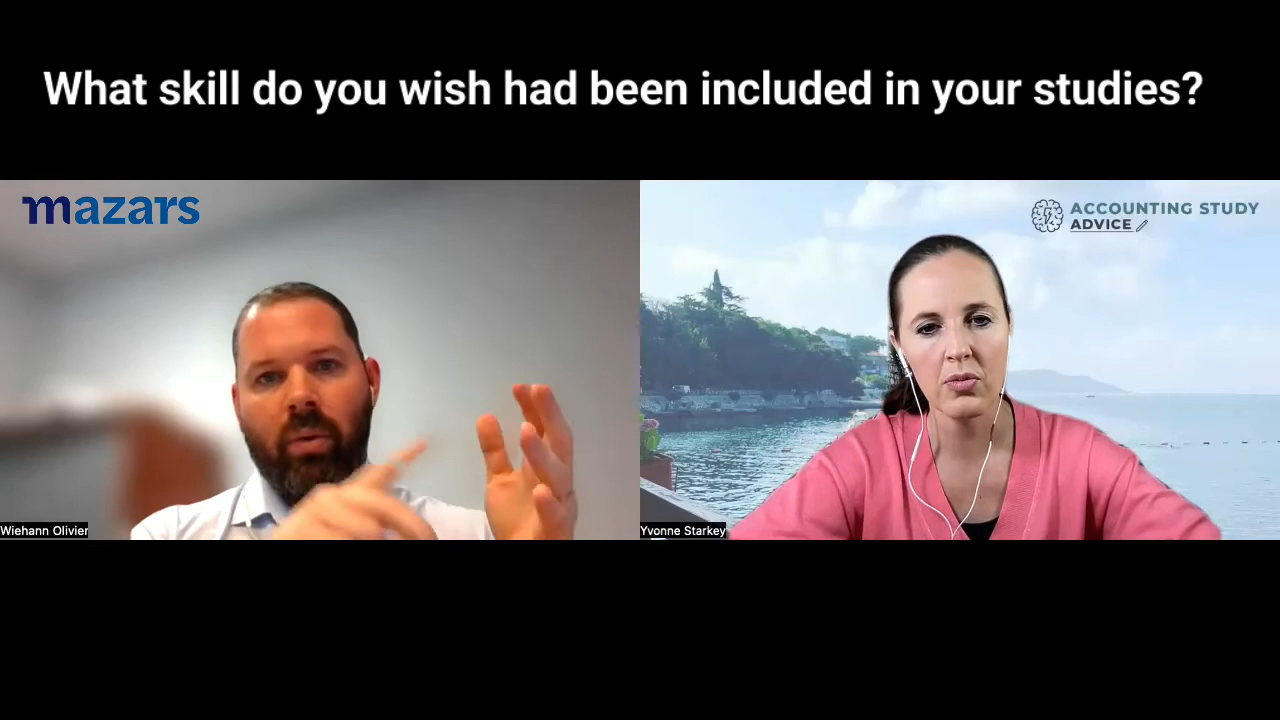 What skill do you wish had been included in your studies?
mazars
ACCOUNTING STUDY
ADVICE
Wiehann Olivier
Yvonne Starkey